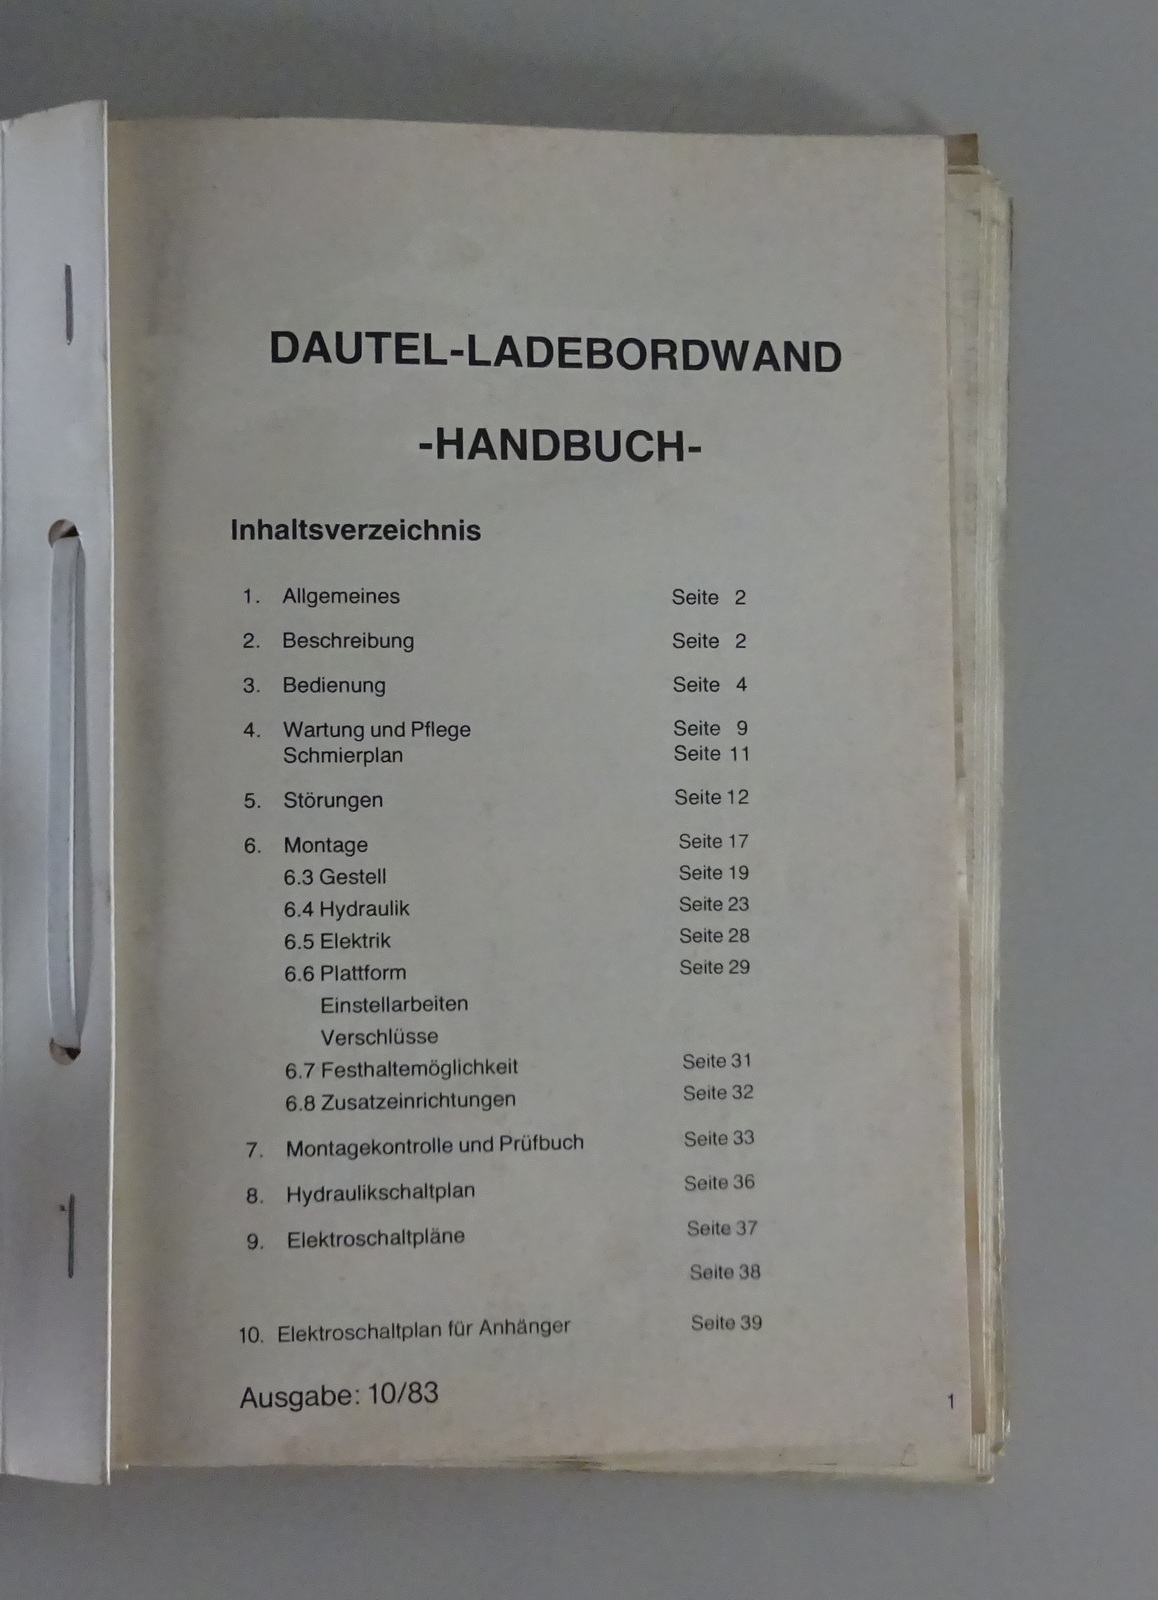 DAUTEL-LADEBORDWAND
-HANDBUCH-
Inhaltsverzeichnis
1. Allgemeines Seite 2
2. Beschreibung Seite 2
3. Bedienung Seite 4
4. Wartung und Pflege Seite 9
Schmierplan Seite 11
5. Störungen Seite 12
6. Montage Seite 17
6.3 Gestell Seite 19
6.4 Hydraulik Seite 23
6.5 Elektrik Seite 28
6.6 Plattform Seite 29
Einstellarbeiten
Verschlüsse
6.7 Festhaltemöglichkeit Seite 31
6.8 Zusatzeinrichtungen Seite 32
7. Montagekontrolle und Prüfbuch Seite 33
8. Hydraulikschaltplan Seite 36
9. Elektroschaltpläne Seite 37
Seite 38
10. Elektroschaltplan für Anhänger Seite 39
Ausgabe: 10/83
1